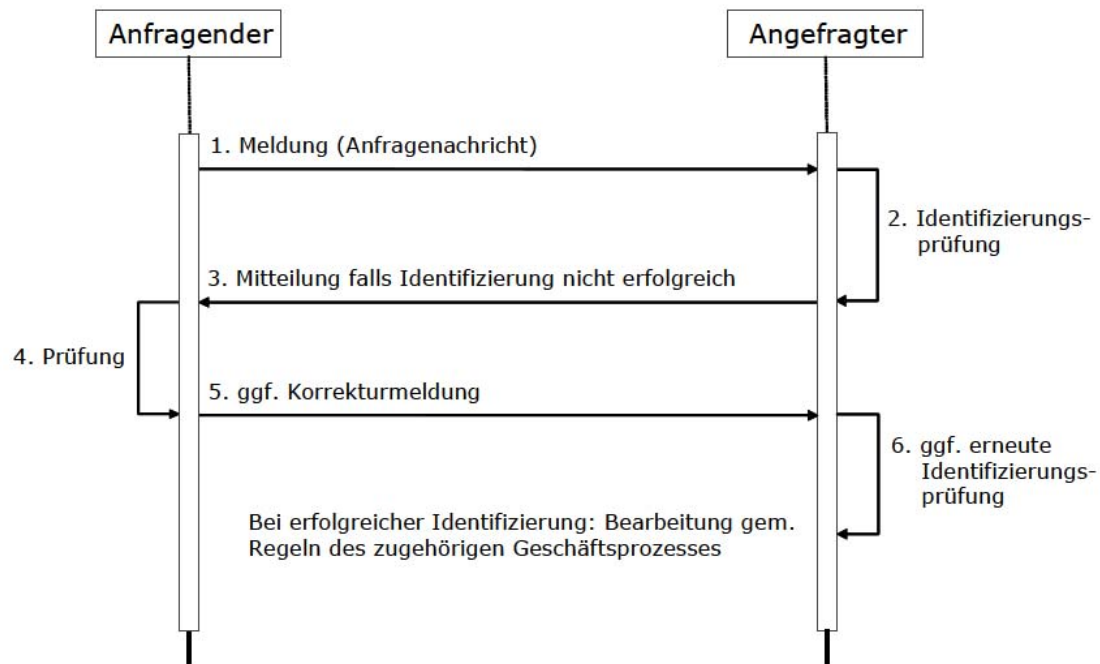 Anfragender
Angefragter
1. Meldung (Anfragenachricht)
2. Identifizierungs-
prüfung
3. Mitteilung falls Identifizierung nicht erfolgreich
4. Prüfung
5. ggf. Korrekturmeldung
6. ggf. erneute
Identifizierungs-
prüfung
Bei erfolgreicher Identifizierung: Bearbeitung gem.
Regeln des zugehörigen Geschäftsprozesses